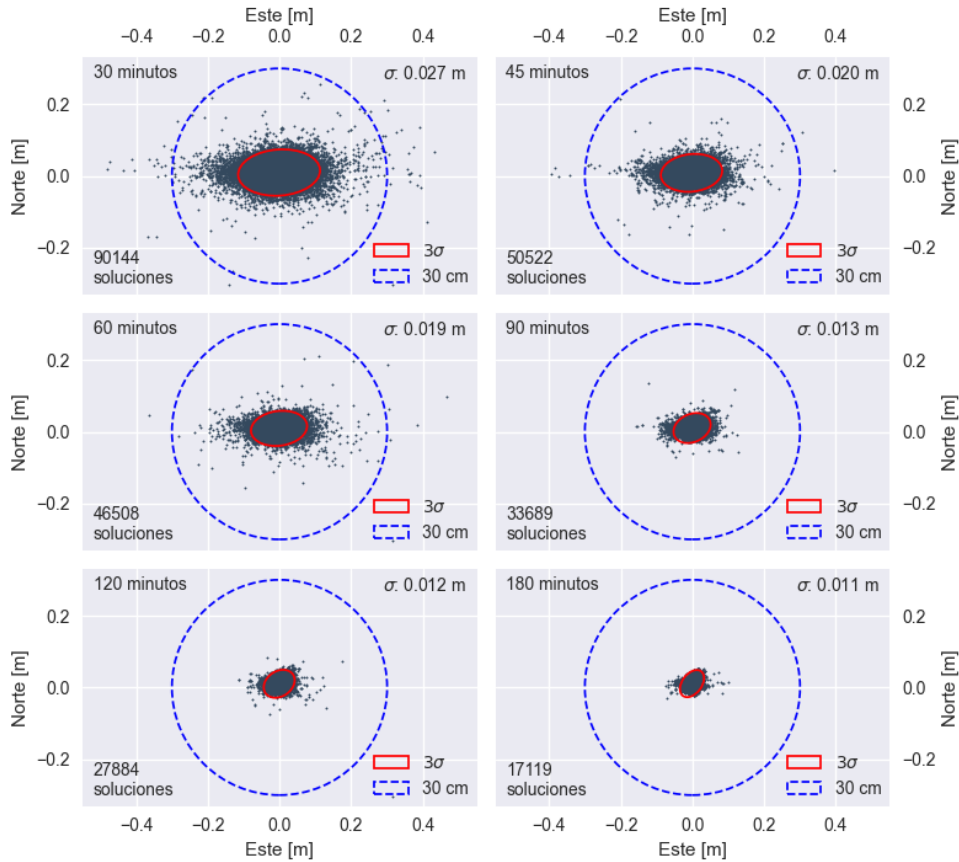 Este [m]
−0.4 −0.2 0.0 0.2 0.4 −0.4 −0.2 0.0 0.2 0.4
30 minutos σ: 0.027 m
0.2
0.0
−0.2
Norte [m]
90144
soluciones
3σ
30 cm
45 minutos σ: 0.020 m
0.2
0.0
−0.2
Norte [m]
50522
soluciones
3σ
30 cm
60 minutos σ: 0.019 m
0.2
0.0
−0.2
Norte [m]
46508
soluciones
3σ
30 cm
90 minutos σ: 0.013 m
0.2
0.0
−0.2
Norte [m]
33689
soluciones
3σ
30 cm
120 minutos σ: 0.012 m
0.2
0.0
−0.2
Norte [m]
27884
soluciones
3σ
30 cm
180 minutos σ: 0.011 m
0.2
0.0
−0.2
Norte [m]
17119
soluciones
3σ
30 cm
−0.4 −0.2 0.0 0.2 0.4 −0.4 −0.2 0.0 0.2 0.4
Este [m] Este [m]
Este [m]